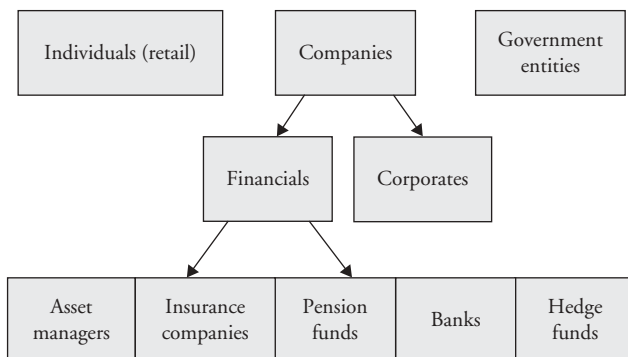 Individuals (retail)
Companies
Government
entities
Financials
Corporates
Asset
managers
Insurance
companies
Pension
funds
Banks
Hedge
funds